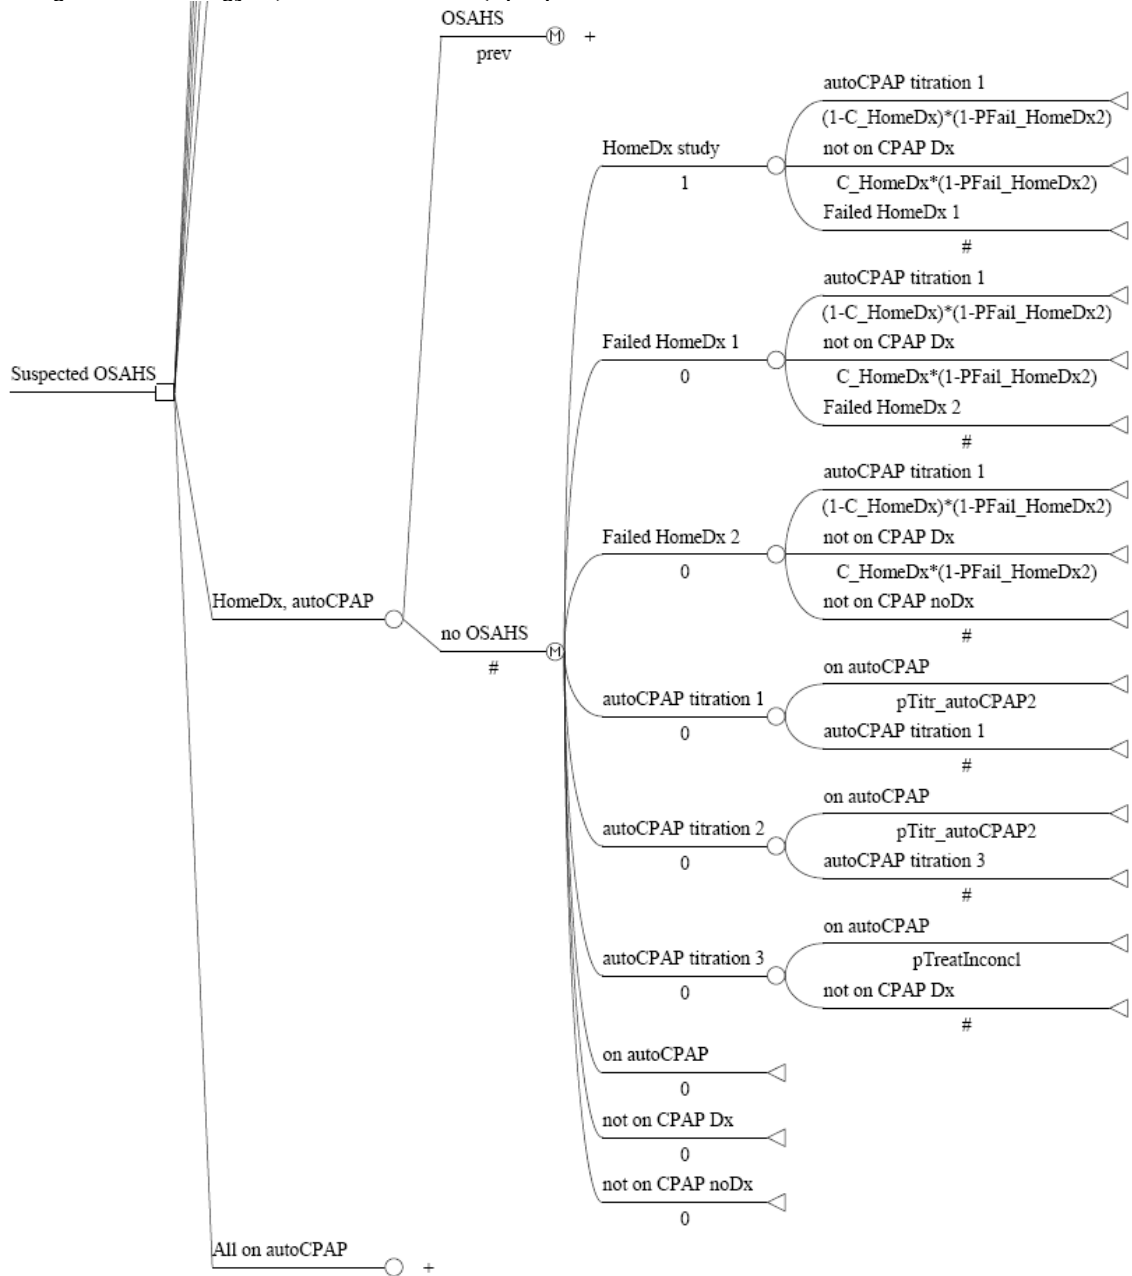 OSAHS
prev
+
autoCPAP titration 1
(1-C_HomeDx)*(1-PFail_HomeDx2)
HomeDx study
1
not on CPAP Dx
C_HomeDx*(1-PFail_HomeDx2)
Failed HomeDx 1
#
autoCPAP titration 1
(1-C_HomeDx)*(1-PFail_HomeDx2)
Failed HomeDx 1
0
not on CPAP Dx
C_HomeDx*(1-PFail_HomeDx2)
Failed HomeDx 2
#
Suspected OSAHS
autoCPAP titration 1
(1-C_HomeDx)*(1-PFail_HomeDx2)
Failed HomeDx 2
0
not on CPAP Dx
C_HomeDx*(1-PFail_HomeDx2)
not on CPAP noDx
#
HomeDx, autoCPAP
no OSAHS
#
on autoCPAP
pTitr_autoCPAP2
autoCPAP titration 1
0
autoCPAP titration 1
#
on autoCPAP
pTitr_autoCPAP2
autoCPAP titration 2
0
autoCPAP titration 3
#
on autoCPAP
pTreatInconcl
autoCPAP titration 3
0
not on CPAP Dx
#
on autoCPAP
0
not on CPAP Dx
0
not on CPAP noDx
0
All on autoCPAP
+
M
M